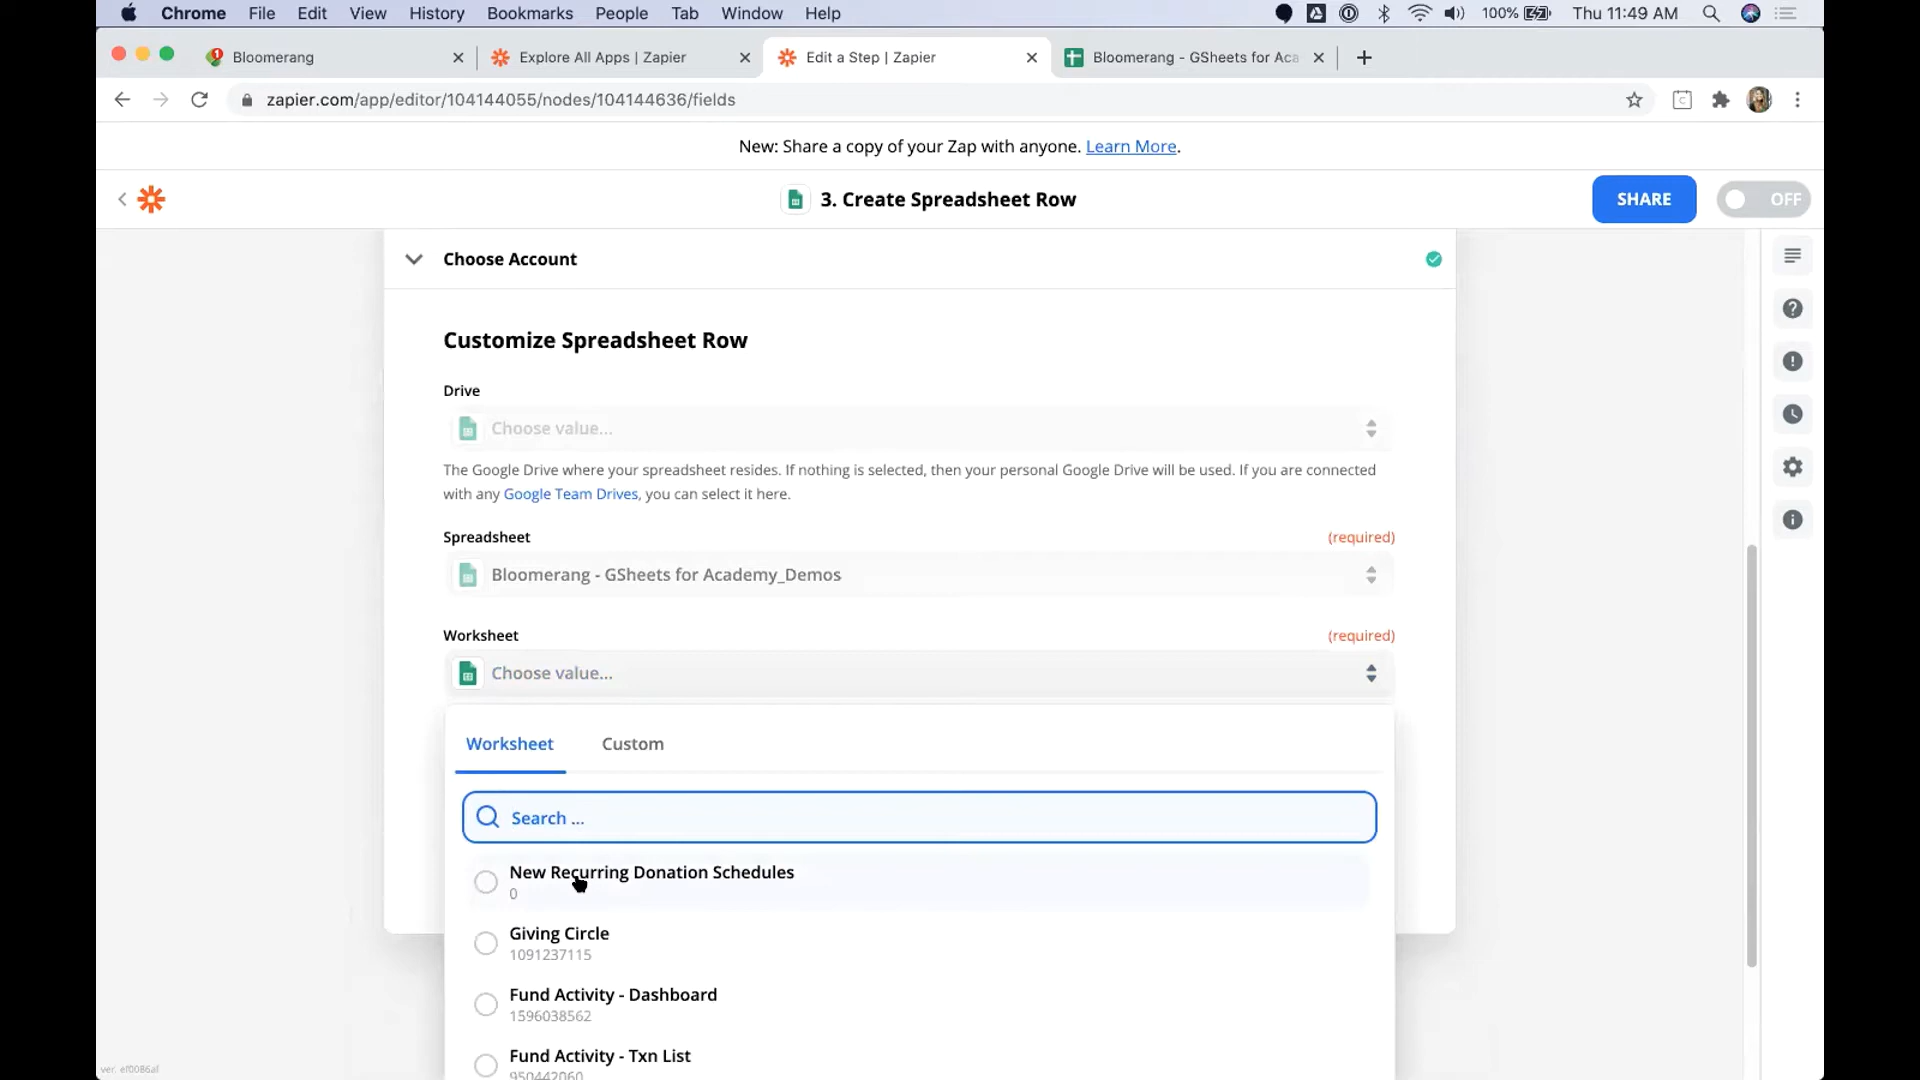 Chrome File Edit View History Bookmarks People Tab Window Help 100% Thu 11:49 AM
1 Bloomerang Explore All Apps | Zapier Edit a Step | Zapier Bloomerang - GSheets for Aca
zapier.com/app/editor/104144055/nodes/104144636/fields
New: Share a copy of your Zap with anyone. Learn More.
3. Create Spreadsheet Row SHARE OFF
Choose Account
Customize Spreadsheet Row
Drive
Choose value...
The Google Drive where your spreadsheet resides. If nothing is selected, then your personal Google Drive will be used. If you are connected
with any Google Team Drives, you can select it here.
Spreadsheet (required)
Bloomerang - GSheets for Academy_Demos
Worksheet (required)
Choose value...
Worksheet Custom
Search ...
New Recurring Donation Schedules
0
Giving Circle
1091237115
Fund Activity - Dashboard
1596038562
Fund Activity - Txn List
950442060
ver. ef0086af